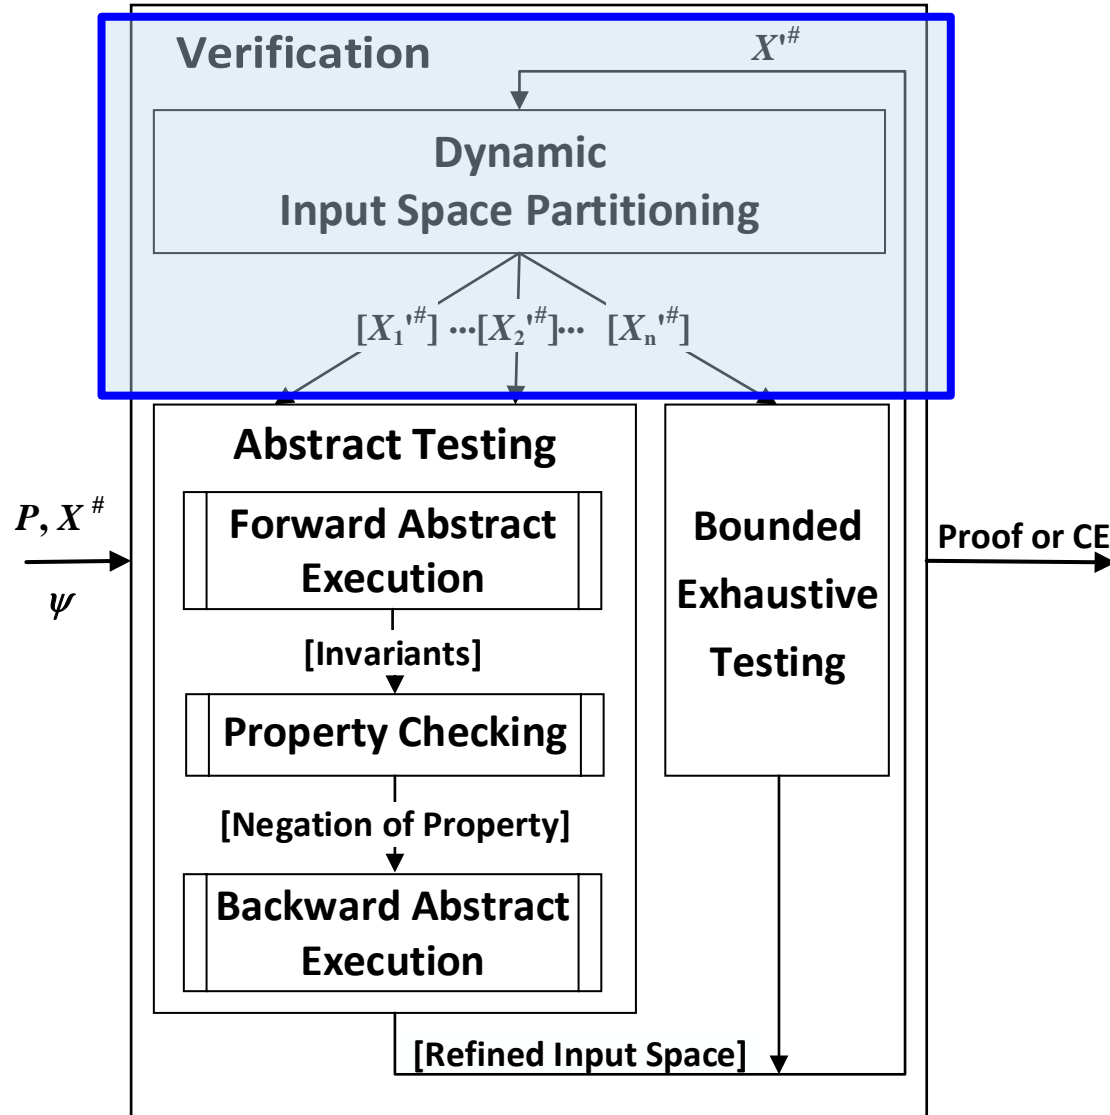 Verification
X'#
Dynamic
Input Space Partitioning
[X1'#] ...[X2'#]... [Xn'#]
Abstract Testing
Forward Abstract
Execution
[Invariants]
Property Checking
[Negation of Property]
Backward Abstract
Execution
[Refined Input Space]
Bounded
Exhaustive
Testing
P, X #
ψ
Proof or CE